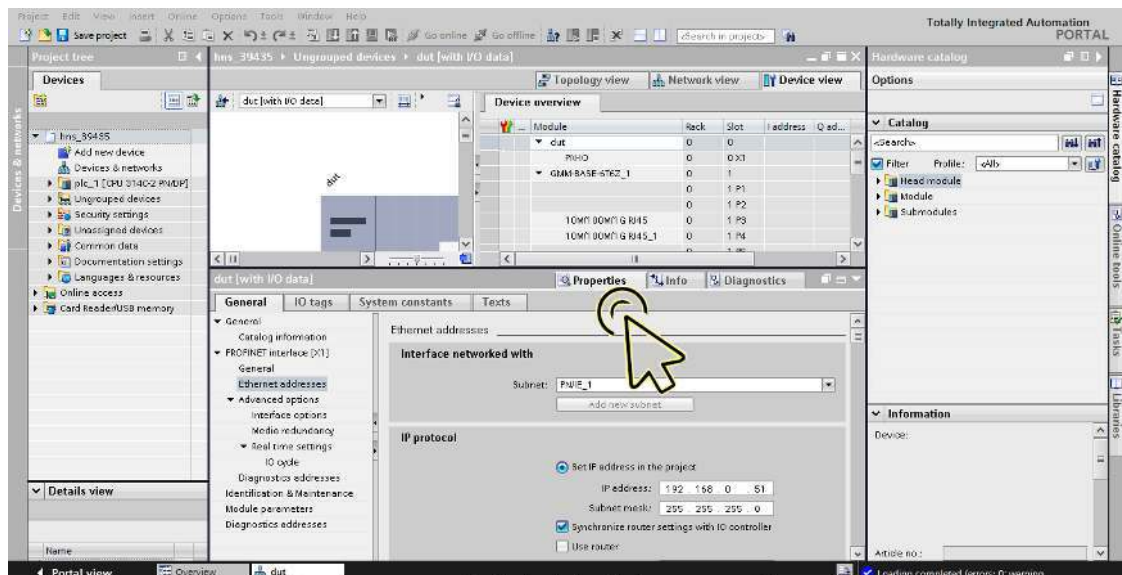 Project Edit View Insert Online Options Tools Window Help
Totally Integrated Automation
PORTAL
Save project
Go online
Go offline
<Search in project>
Project tree
hns_39435 Ungrouped devices dut [with I/O data]
Hardware catalog
Devices
Topology view
Network view
Device view
Options
dut [with I/O data]
Device overview
Module
Rack
Slot
I address
Q ad...
Catalog
hns_39435
dut
0
0
<Search>
Add new device
PNIO
0
0 X1
Filter
Profile:
<All>
Devices & networks
GMM-BASE-6T6Z_1
0
1
Head module
plc_1 [CPU 314C-2 PN/DP]
0
1 P1
Module
Ungrouped devices
0
1 P2
Submodules
Security settings
0
1 P3
Unassigned devices
0
1 P4
Common data
Documentation settings
Languages & resources
Online access
Card Reader/USB memory
dut [with I/O data]
Properties
Info
Diagnostics
General
IO tags
System constants
Texts
General
Catalog information
PROFINET interface [X1]
General
Ethernet addresses
Advanced options
Interface options
Media redundancy
Real time settings
IO cycle
Diagnostics addresses
Identification & Maintenance
Module parameters
Diagnostics addresses
Ethernet addresses
Interface networked with
Subnet:
PN/IE_1
Add new subnet
IP protocol
Set IP address in the project
IP address:
192 . 168 . 0 . 51
Subnet mask:
255 . 255 . 255 . 0
Synchronize router settings with IO controller
Use router
Information
Device:
Article no.:
Details view
Name
Portal view
Overview
dut
Loading completed (errors: 0; warning
Devices & networks
Hardware catalog
Online tools
Tasks
Libraries